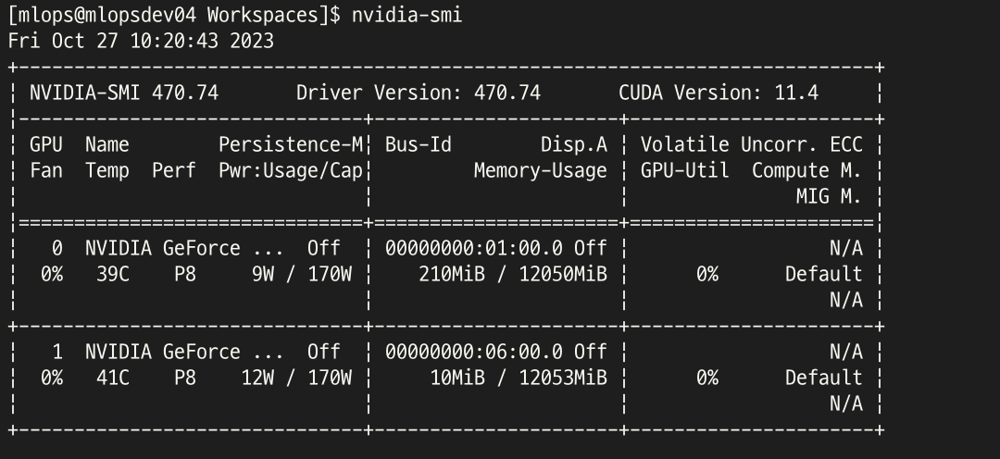 [mlops@mlopsdev04 Workspaces]$ nvidia-smi
Fri Oct 27 10:20:43 2023
+-----------------------------------------------------------------------------+
| NVIDIA-SMI 470.74       Driver Version: 470.74       CUDA Version: 11.4     |
|-------------------------------+----------------------+----------------------+
| GPU  Name        Persistence-M| Bus-Id        Disp.A | Volatile Uncorr. ECC |
| Fan  Temp  Perf  Pwr:Usage/Cap|         Memory-Usage | GPU-Util  Compute M. |
|                               |                      |               MIG M. |
|===============================+======================+======================|
|   0  NVIDIA GeForce ...  Off  | 00000000:01:00.0 Off |                  N/A |
|  0%   39C    P8     9W / 170W |    210MiB / 12050MiB |      0%      Default |
|                               |                      |                  N/A |
+-------------------------------+----------------------+----------------------+
|   1  NVIDIA GeForce ...  Off  | 00000000:06:00.0 Off |                  N/A |
|  0%   41C    P8    12W / 170W |     10MiB / 12053MiB |      0%      Default |
|                               |                      |                  N/A |
+-------------------------------+----------------------+----------------------+